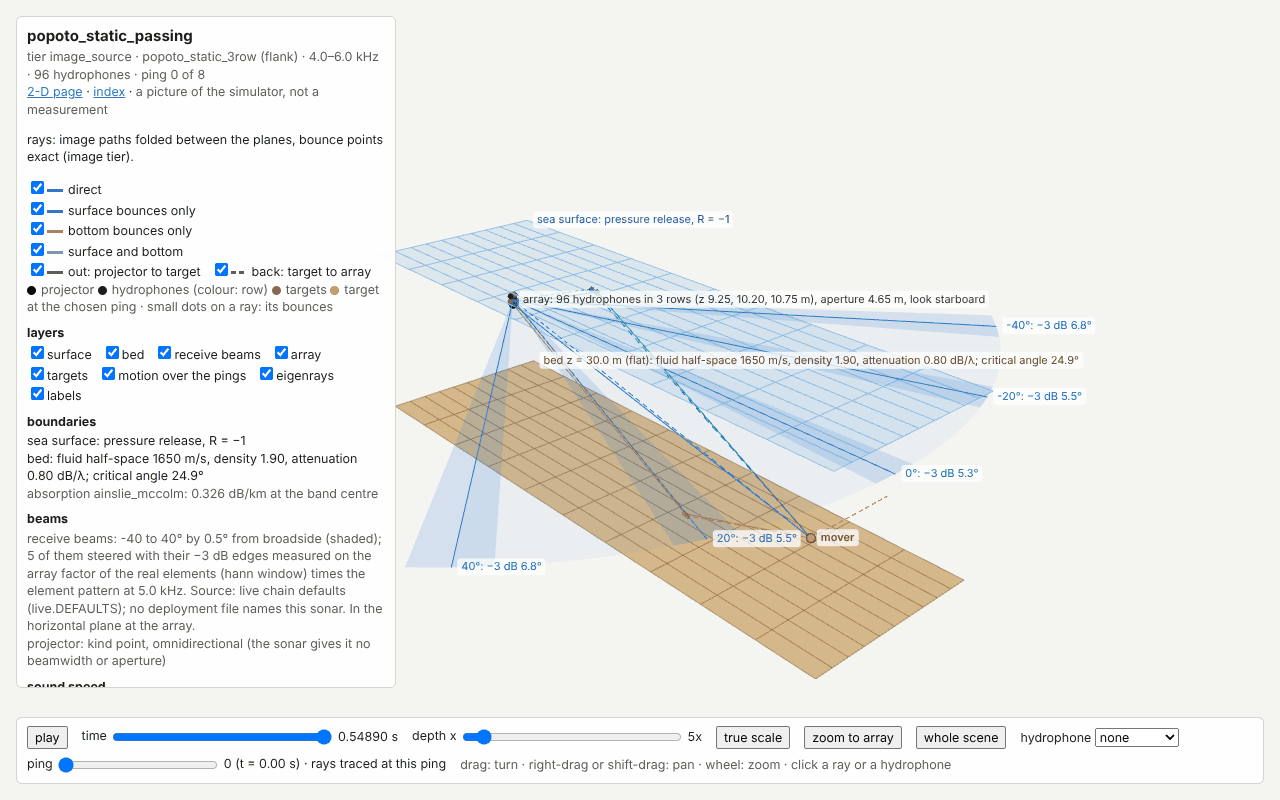 popoto_static_passing
tier image_source · popoto_static_3row (flank) · 4.0–6.0 kHz
· 96 hydrophones · ping 0 of 8
2-D page · index · a picture of the simulator, not a
measurement
rays: image paths folded between the planes, bounce points
exact (image tier).
direct
surface bounces only
bottom bounces only
surface and bottom
out: projector to target back: target to array
projector hydrophones (colour: row) targets target
at the chosen ping · small dots on a ray: its bounces
layers
surface bed receive beams array
targets motion over the pings eigenrays
labels
boundaries
sea surface: pressure release, R = −1
bed: fluid half-space 1650 m/s, density 1.90, attenuation
0.80 dB/λ; critical angle 24.9°
absorption ainslie_mccolm: 0.326 dB/km at the band centre
beams
receive beams: -40 to 40° by 0.5° from broadside (shaded);
5 of them steered with their −3 dB edges measured on the
array factor of the real elements (hann window) times the
element pattern at 5.0 kHz. Source: live chain defaults
(live.DEFAULTS); no deployment file names this sonar. In the
horizontal plane at the array.
projector: kind point, omnidirectional (the sonar gives it no
beamwidth or aperture)
sound speed
sea surface: pressure release, R = −1
array: 96 hydrophones in 3 rows (z 9.25, 10.20, 10.75 m), aperture 4.65 m, look starboard
-40°: −3 dB 6.8°
bed z = 30.0 m (flat): fluid half-space 1650 m/s, density 1.90, attenuation 0.80 dB/λ; critical angle 24.9°
-20°: −3 dB 5.5°
0°: −3 dB 5.3°
20°: −3 dB 5.5°
mover
40°: −3 dB 6.8°
play time 0.54890 s depth x 5x true scale zoom to array whole scene hydrophone none
ping 0 (t = 0.00 s) · rays traced at this ping drag: turn · right-drag or shift-drag: pan · wheel: zoom · click a ray or a hydrophone